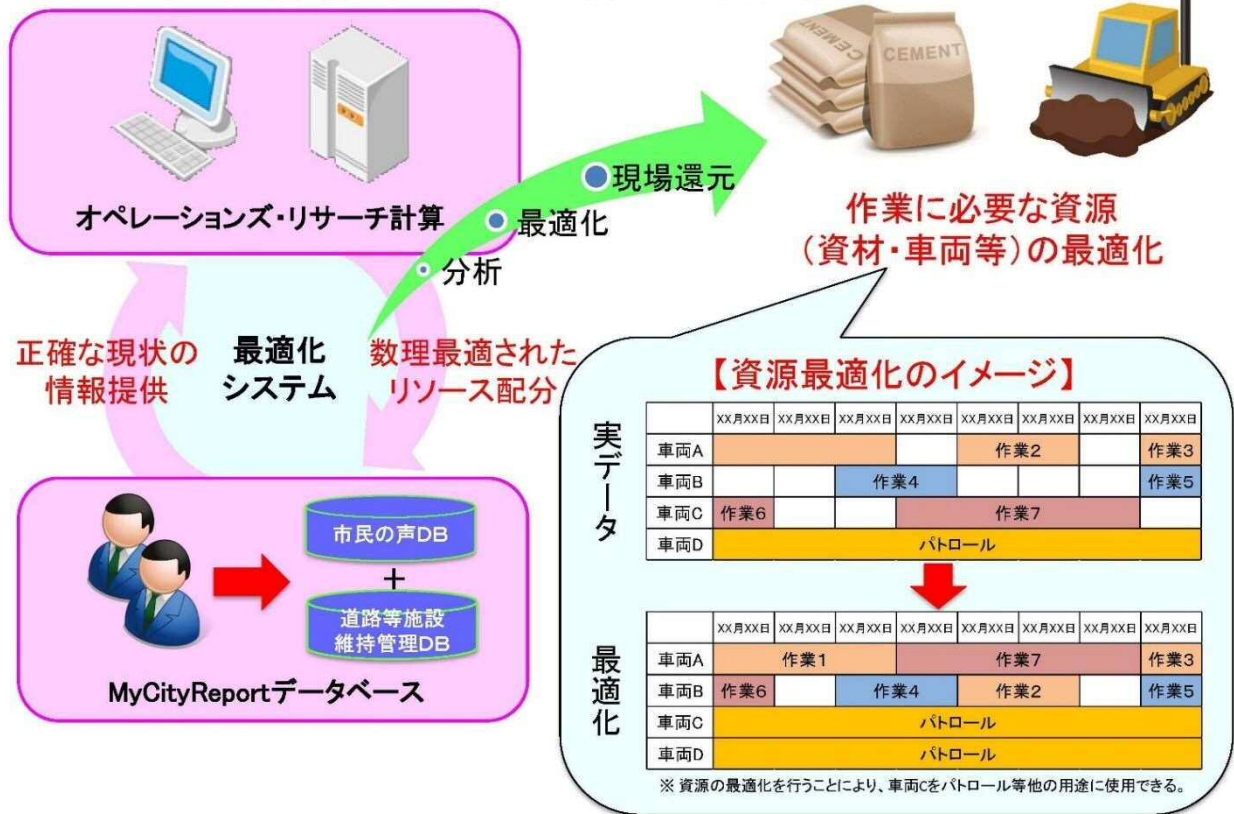 オペレーションズ・リサーチ計算
CEMENT
CEMENT
現場還元
最適化
分析
作業に必要な資源
(資材・車両等)の最適化
正確な現状の
情報提供
最適化
システム
数理最適された
リソース配分
市民の声DB
+
道路等施設
維持管理DB
MyCityReportデータベース
【資源最適化のイメージ】
実データ
XX月XX日 XX月XX日 XX月XX日 XX月XX日 XX月XX日 XX月XX日 XX月XX日
車両A 作業2 作業3
車両B 作業4 作業5
車両C 作業6 作業7
車両D パトロール
最適化
XX月XX日 XX月XX日 XX月XX日 XX月XX日 XX月XX日 XX月XX日 XX月XX日
車両A 作業1 作業7 作業3
車両B 作業6 作業4 作業2 作業5
車両C パトロール
車両D パトロール
※ 資源の最適化を行うことにより、車両Cをパトロール等他の用途に使用できる。